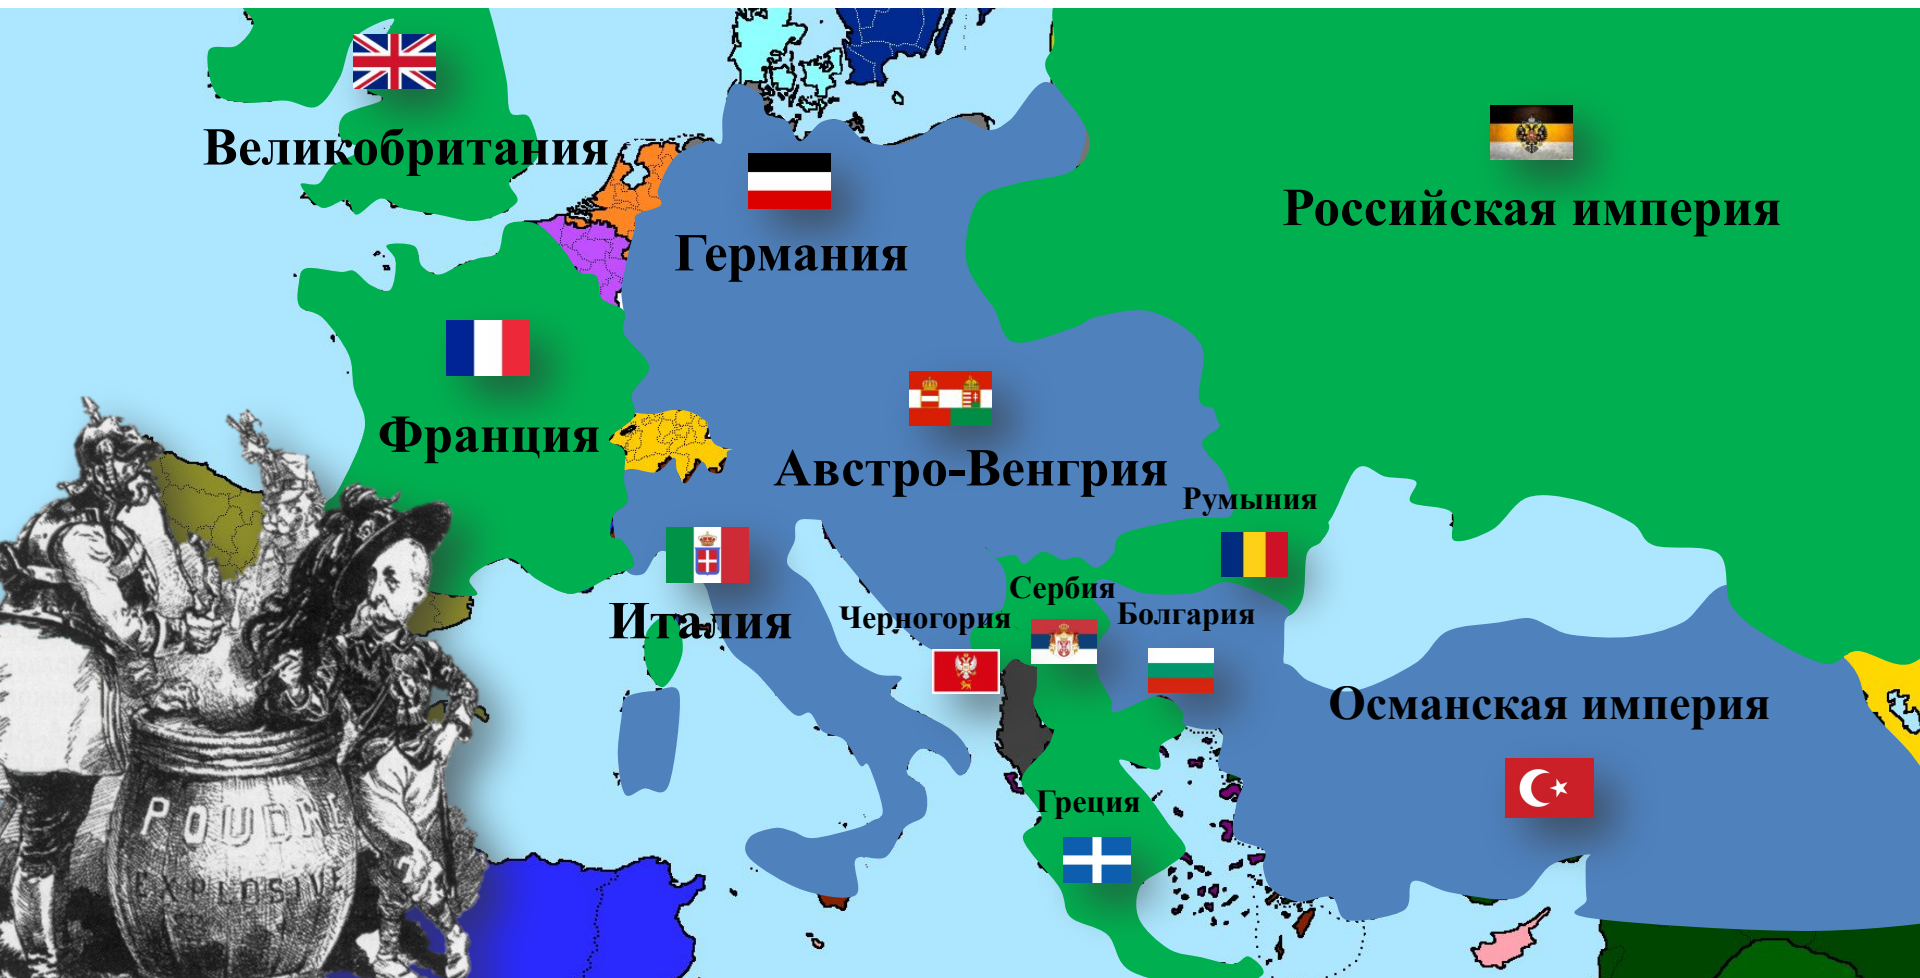 Великобритания
Российская империя
Германия
Франция
Австро-Венгрия
Румыния
Сербия
Черногория
Болгария
Италия
Османская империя
Греция
POUDRE
EXPLOSIVE